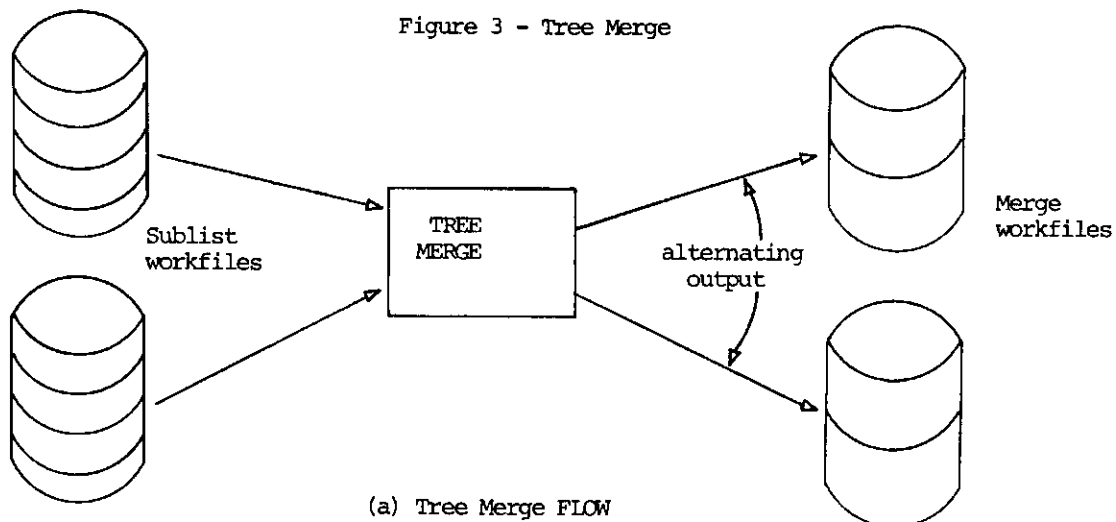 Figure 3 - Tree Merge
Sublist
workfiles
TREE
MERGE
alternating
output
Merge
workfiles
(a) Tree Merge FLOW